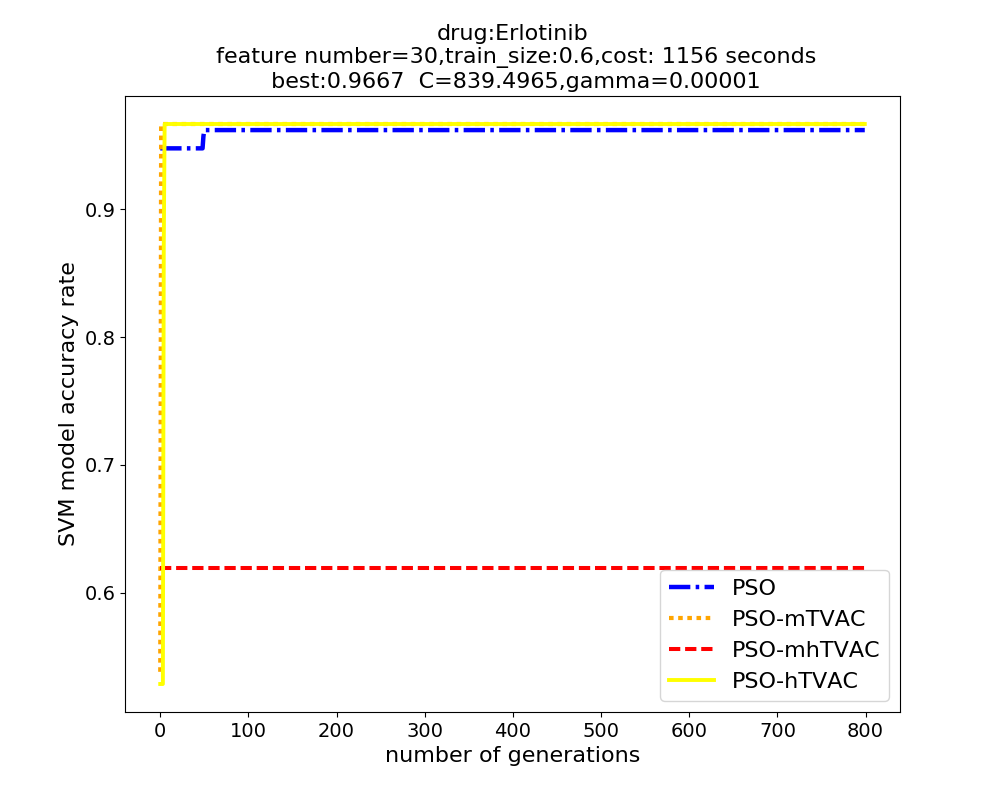 drug:Erlotinib
feature number=30,train_size:0.6,cost: 1156 seconds
best:0.9667  C=839.4965,gamma=0.00001
SVM model accuracy rate
0.9
0.8
0.7
0.6
PSO
PSO-mTVAC
PSO-mhTVAC
PSO-hTVAC
0 100 200 300 400 500 600 700 800
number of generations